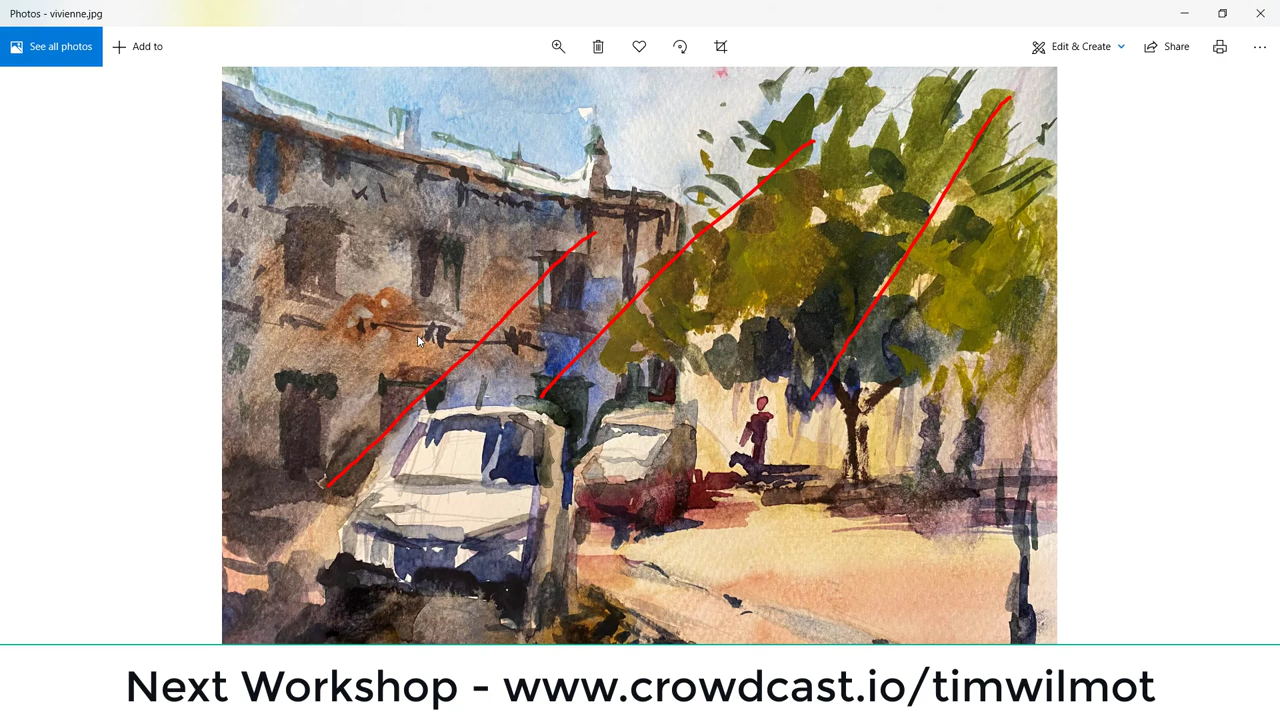 Photos - vivienne.jpg
See all photos
Add to
Edit & Create
Share
Next Workshop - www.crowdcast.io/timwilmot